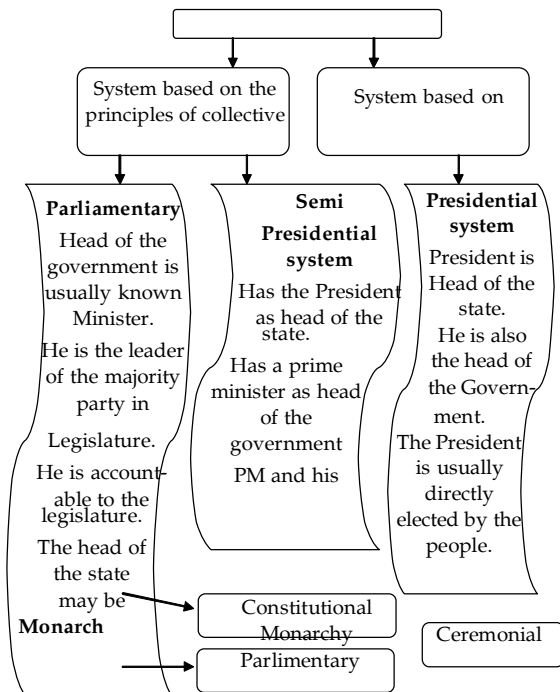 System based on the
principles of collective
System based on
Parliamentary
Head of the
government is
usually known
Minister.
He is the leader
of the majority
party in
Legislature.
He is account-
able to the
legislature.
The head of
the state
may be
Monarch
Semi
Presidential
system
Has the President
as head of the
state.
Has a prime
minister as head
of the
government
PM and his
Presidential
system
President is
Head of the
state.
He is also
the head of
the Govern-
ment.
The President
is usually
directly
elected by the
people.
Constitutional
Monarchy
Parlimentary
Ceremonial